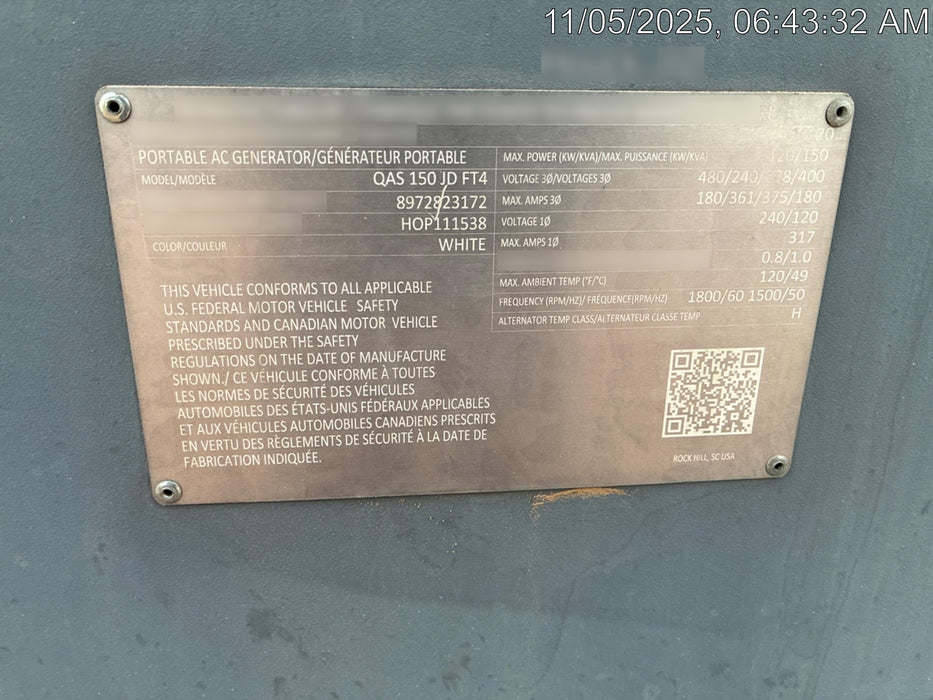 11/05/2025, 06:43:32 AM
PORTABLE AC GENERATOR/GÉNÉRATEUR PORTABLE
MODEL/MODÈLE QAS 150 JD FT4
8972823172
HOP111538
COLOR/COULEUR WHITE
THIS VEHICLE CONFORMS TO ALL APPLICABLE
U.S. FEDERAL MOTOR VEHICLE SAFETY
STANDARDS AND CANADIAN MOTOR VEHICLE
PRESCRIBED UNDER THE SAFETY
REGULATIONS ON THE DATE OF MANUFACTURE
SHOWN./ CE VÉHICULE CONFORME À TOUTES
LES NORMES DE SÉCURITÉ DES VÉHICULES
AUTOMOBILES DES ÉTATS-UNIS FÉDÉRAUX APPLICABLES
ET AUX VÉHICULES AUTOMOBILES CANADIENS PRESCRITS
EN VERTU DES RÈGLEMENTS DE SÉCURITÉ À LA DATE DE
FABRICATION INDIQUÉE.
MAX. POWER (KW/KVA)/MAX. PUISSANCE (KW/KVA) 120/150
VOLTAGE 3Ø/VOLTAGES 3Ø 480/240/208/400
MAX. AMPS 3Ø 180/361/375/180
VOLTAGE 1Ø 240/120
MAX. AMPS 1Ø 317
0.8/1.0
MAX. AMBIENT TEMP (°F/°C) 120/49
FREQUENCY (RPM/HZ)/ FRÉQUENCE(RPM/HZ) 1800/60 1500/50
ALTERNATOR TEMP CLASS/ALTERNATEUR CLASSE TEMP H
ROCK HILL, SC USA